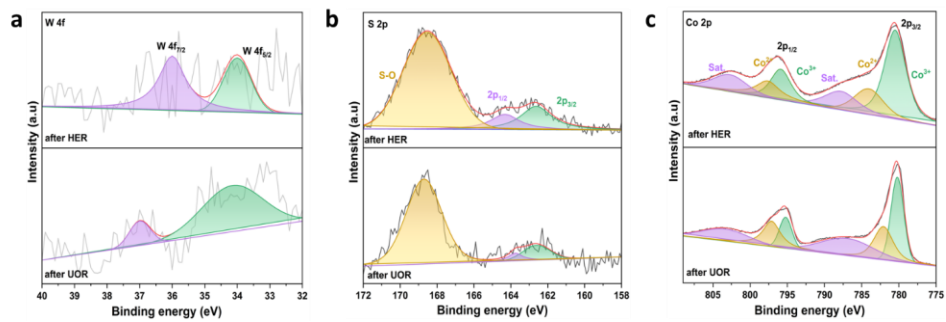 a
W 4f
W 4f7/2
W 4f5/2
after HER
after UOR
Intensity (a.u)
40 39 38 37 36 35 34 33 32
Binding energy (eV)
b
S 2p
S-O
2p1/2
2p3/2
after HER
after UOR
Intensity (a.u)
172 170 168 166 164 162 160 158
Binding energy (eV)
c
Co 2p
2p3/2
2p1/2
Sat.
Co2+
Co3+
Sat.
Co2+
Co3+
after HER
after UOR
Intensity (a.u)
805 800 795 790 785 780 775
Binding energy (eV)